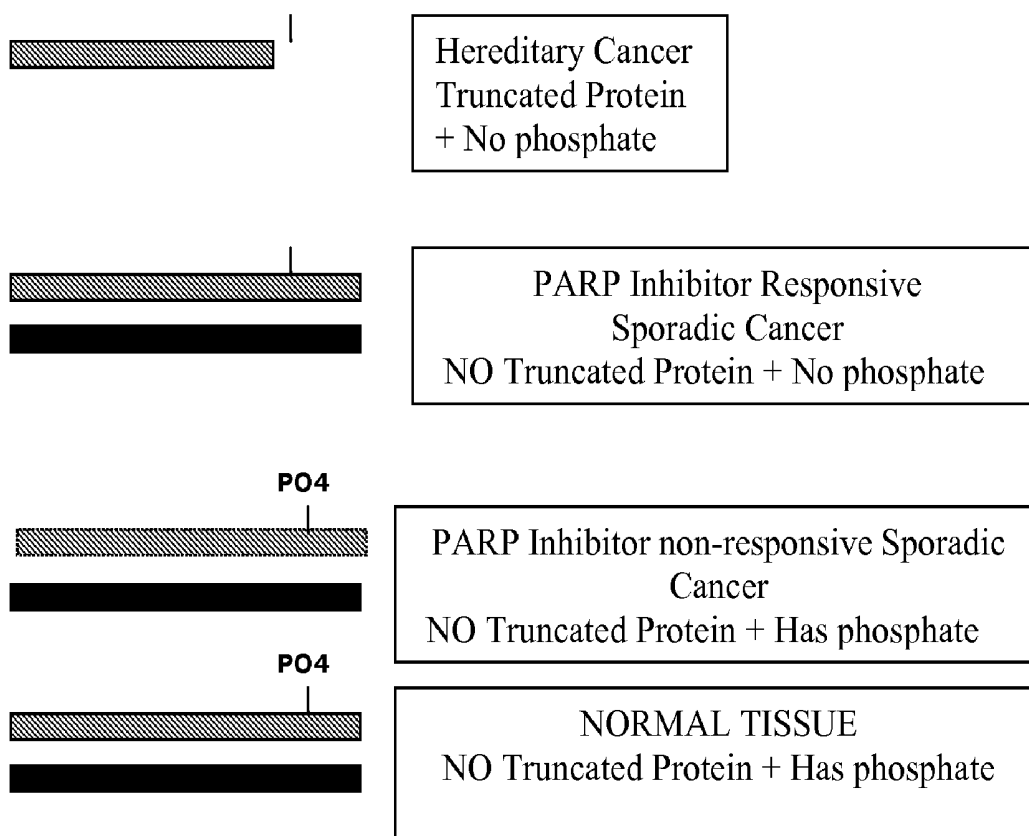 Hereditary Cancer
Truncated Protein
+ No phosphate
PARP Inhibitor Responsive
Sporadic Cancer
NO Truncated Protein + No phosphate
PO4
PARP Inhibitor non-responsive Sporadic
Cancer
NO Truncated Protein + Has phosphate
PO4
NORMAL TISSUE
NO Truncated Protein + Has phosphate